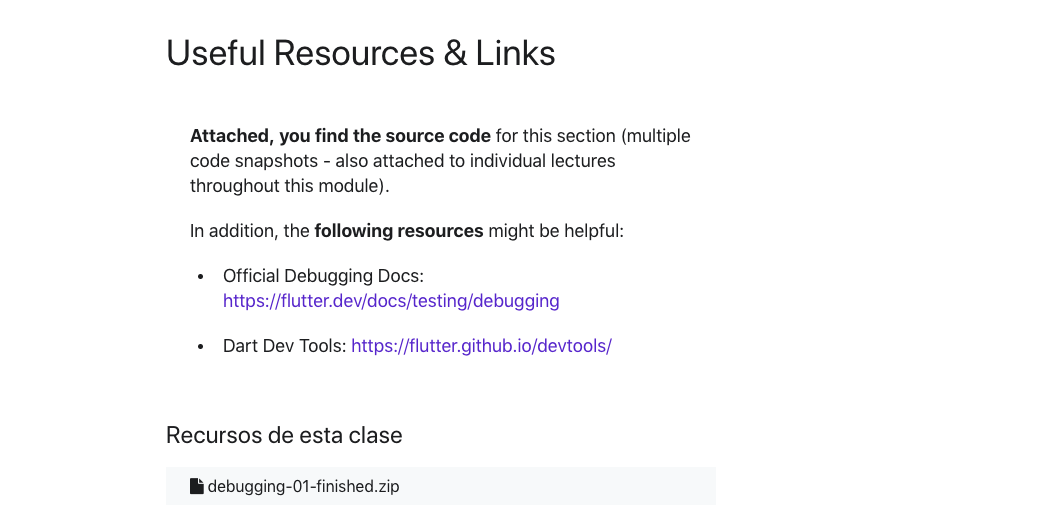 Useful Resources & Links
Attached, you find the source code for this section (multiple
code snapshots - also attached to individual lectures
throughout this module).
In addition, the following resources might be helpful:
• Official Debugging Docs:
https://flutter.dev/docs/testing/debugging
• Dart Dev Tools: https://flutter.github.io/devtools/
Recursos de esta clase
debugging-01-finished.zip